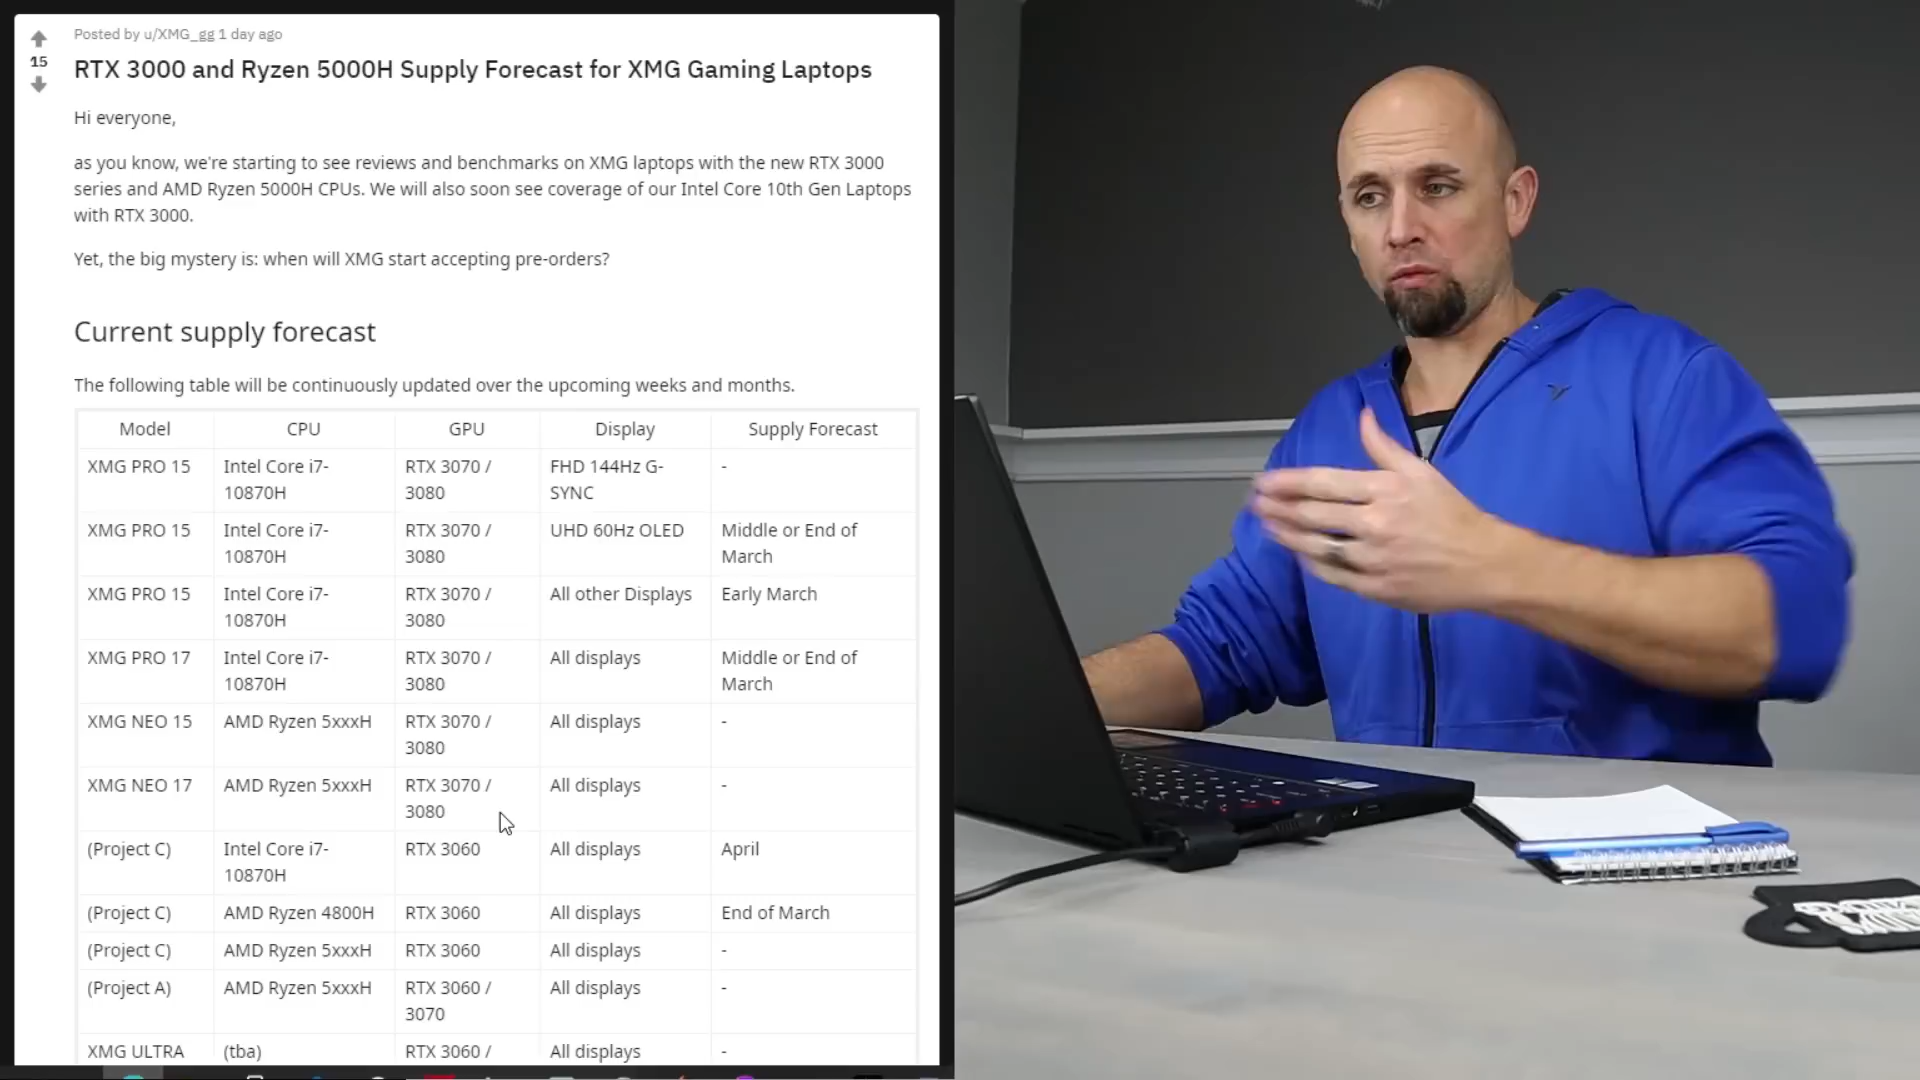 Posted by u/XMG_gg 1 day ago
15
RTX 3000 and Ryzen 5000H Supply Forecast for XMG Gaming Laptops
Hi everyone,
as you know, we're starting to see reviews and benchmarks on XMG laptops with the new RTX 3000
series and AMD Ryzen 5000H CPUs. We will also soon see coverage of our Intel Core 10th Gen Laptops
with RTX 3000.
Yet, the big mystery is: when will XMG start accepting pre-orders?
Current supply forecast
The following table will be continuously updated over the upcoming weeks and months.
Model CPU GPU Display Supply Forecast
XMG PRO 15 Intel Core i7- RTX 3070 / FHD 144Hz G- -
10870H 3080 SYNC
XMG PRO 15 Intel Core i7- RTX 3070 / UHD 60Hz OLED Middle or End of
10870H 3080 March
XMG PRO 15 Intel Core i7- RTX 3070 / All other Displays Early March
10870H 3080
XMG PRO 17 Intel Core i7- RTX 3070 / All displays Middle or End of
10870H 3080 March
XMG NEO 15 AMD Ryzen 5xxxH RTX 3070 / All displays -
3080
XMG NEO 17 AMD Ryzen 5xxxH RTX 3070 / All displays -
3080
(Project C) Intel Core i7- RTX 3060 All displays April
10870H
(Project C) AMD Ryzen 4800H RTX 3060 All displays End of March
(Project C) AMD Ryzen 5xxxH RTX 3060 All displays -
(Project A) AMD Ryzen 5xxxH RTX 3060 / All displays -
3070
XMG ULTRA (tba) RTX 3060 / All displays -